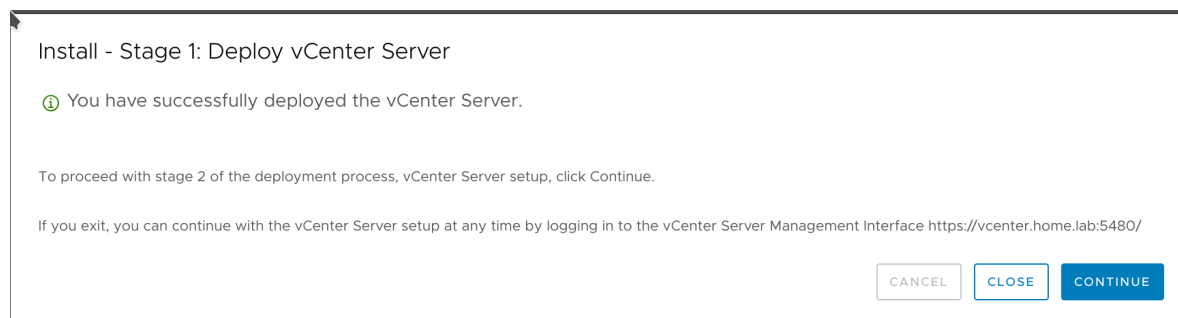 Install - Stage 1: Deploy vCenter Server
You have successfully deployed the vCenter Server.
To proceed with stage 2 of the deployment process, vCenter Server setup, click Continue.
If you exit, you can continue with the vCenter Server setup at any time by logging in to the vCenter Server Management Interface https://vcenter.home.lab:5480/
CANCEL CLOSE CONTINUE